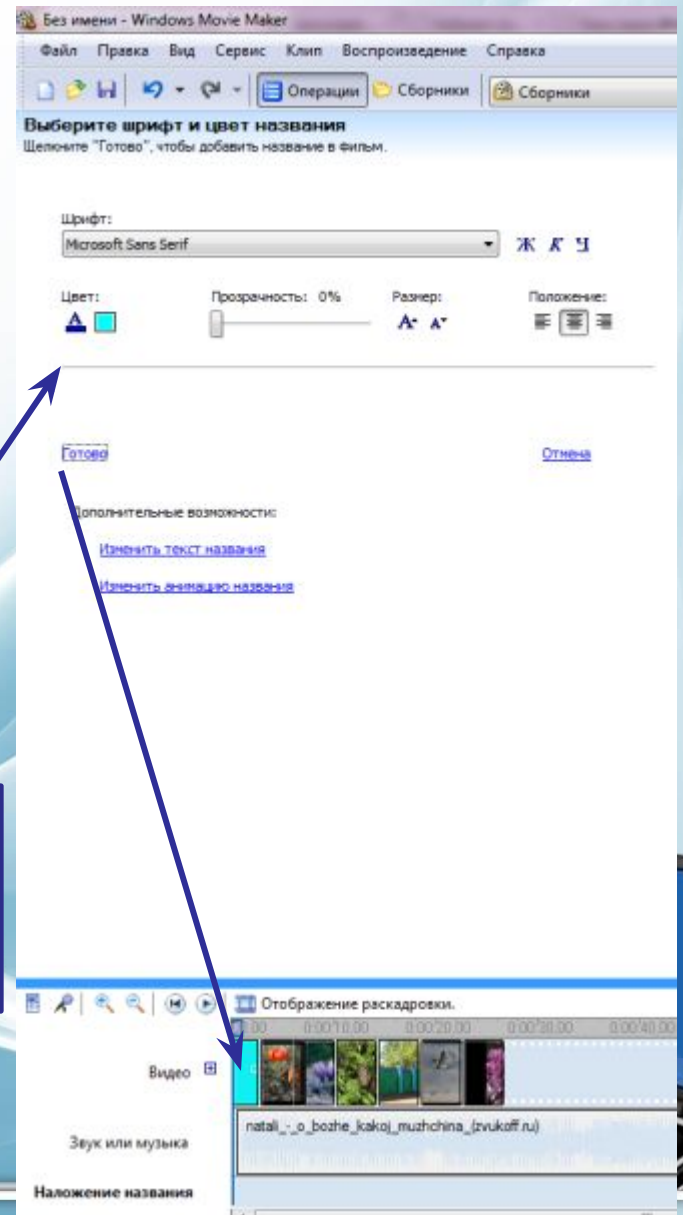 Без имени - Windows Movie Maker
Файл Правка Вид Сервис Клип Воспроизведение Справка
Операции Сборники Сборники
Выберите шрифт и цвет названия
Щелкните "Готово", чтобы добавить название в фильм.
Шрифт:
Microsoft Sans Serif Ж К Ч
Цвет: Прозрачность: 0% Размер: Положение:
Готово Отмена
Дополнительные возможности:
Изменить текст названия
Изменить анимацию названия
Отображение раскадровки.
0:00'10,00 0:00'20,00 0:00'30,00 0:00'40,00
Видео
natali_-_o_bozhe_kakoj_muzhchina_(zvukoff.ru)
Звук или музыка
Наложение названия